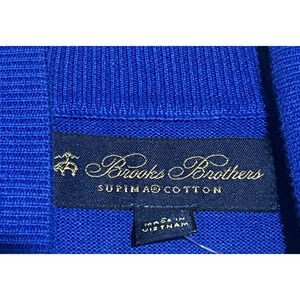 Brooks Brothers
SUPIMA® COTTON
MADE IN
VIETNAM